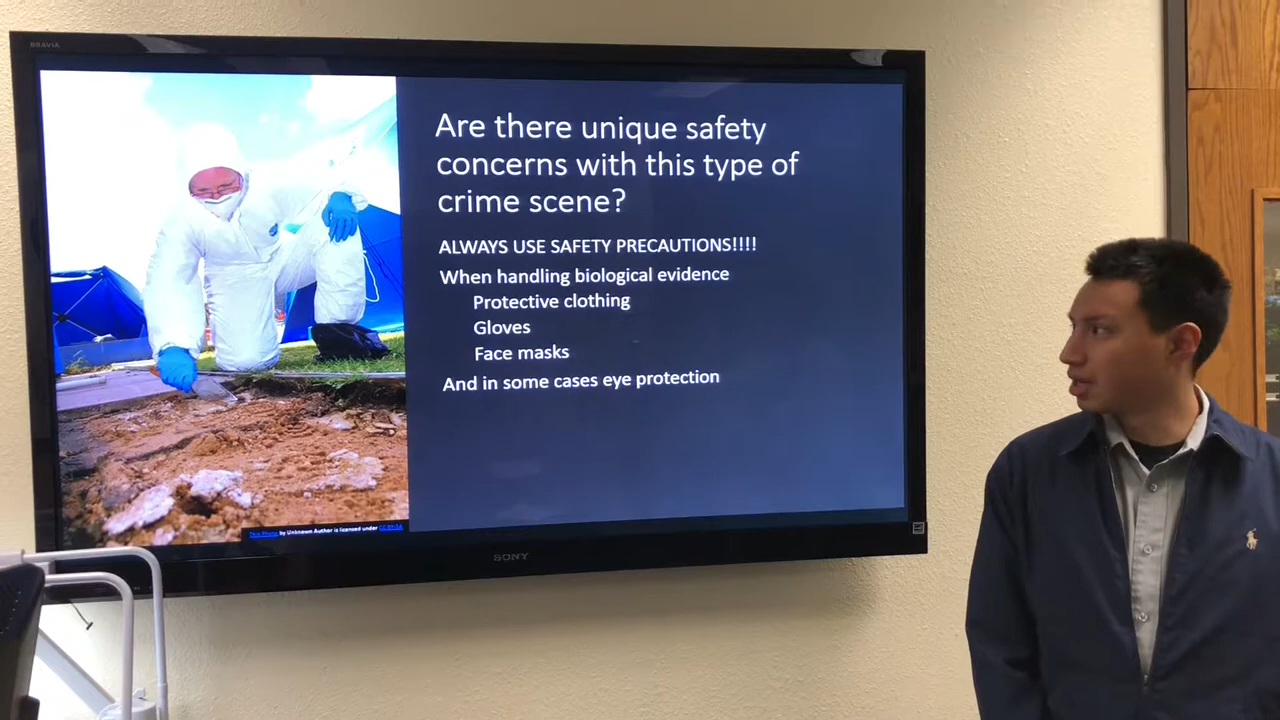 BRAVIA
Are there unique safety
concerns with this type of
crime scene?
ALWAYS USE SAFETY PRECAUTIONS!!!!
When handling biological evidence
Protective clothing
Gloves
Face masks
And in some cases eye protection
This Photo by Unknown Author is licensed under CC BY-SA
SONY